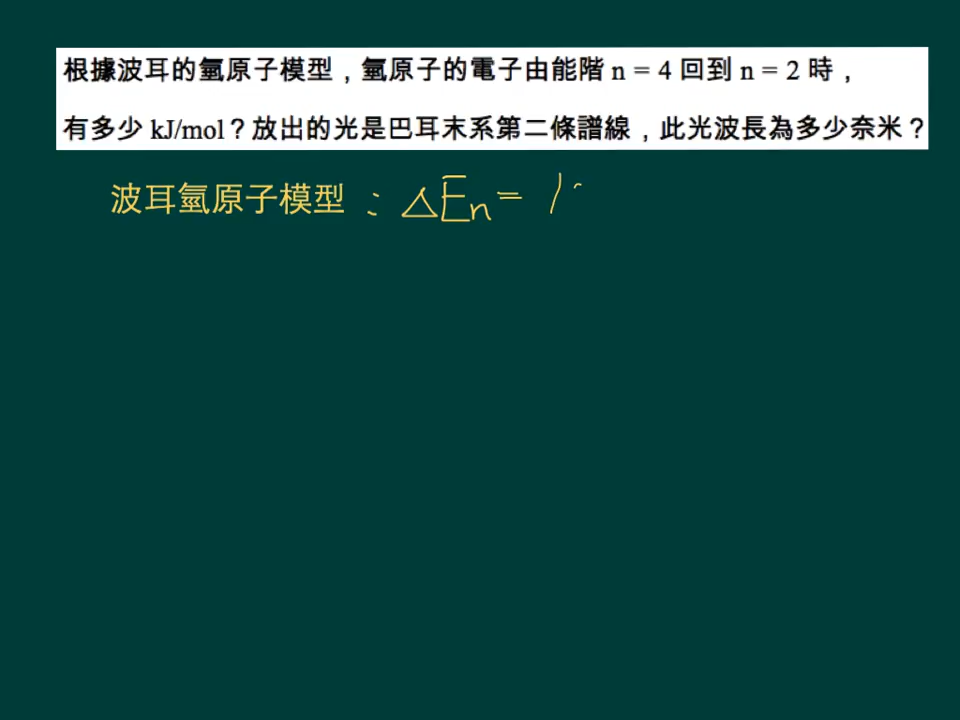 根據波耳的氫原子模型，氫原子的電子由能階 n = 4 回到 n = 2 時，
有多少 kJ/mol？放出的光是巴耳末系第二條譜線，此光波長為多少奈米？
波耳氫原子模型：△En = 1